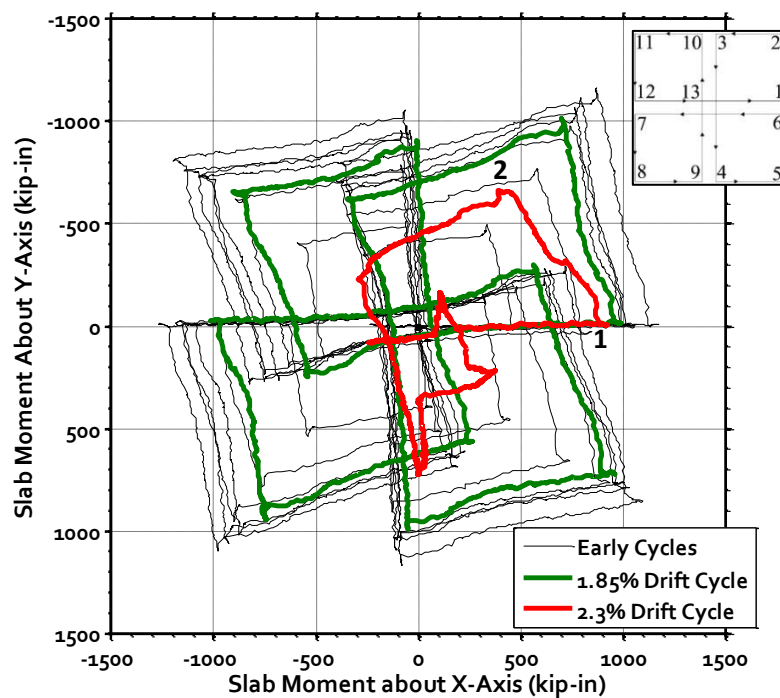 -1500
-1000
-500
0
500
1000
1500
-1500
-1000
-500
0
500
1000
1500
Slab Moment About Y-Axis (kip-in)
Slab Moment about X-Axis (kip-in)
2
1
11 10 3 2
12 13 1
7 6
8 9 4 5
Early Cycles
1.85% Drift Cycle
2.3% Drift Cycle